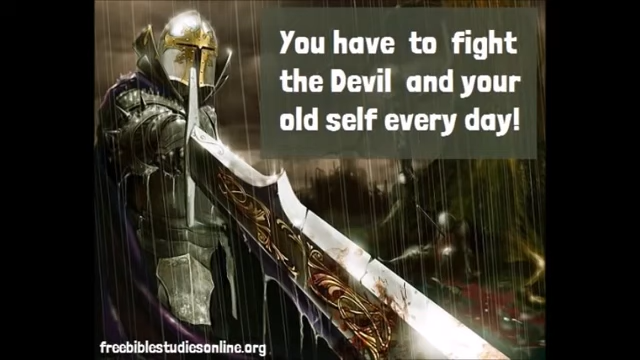 You have to fight
the Devil and your
old self every day!
freebiblestudiesonline.org